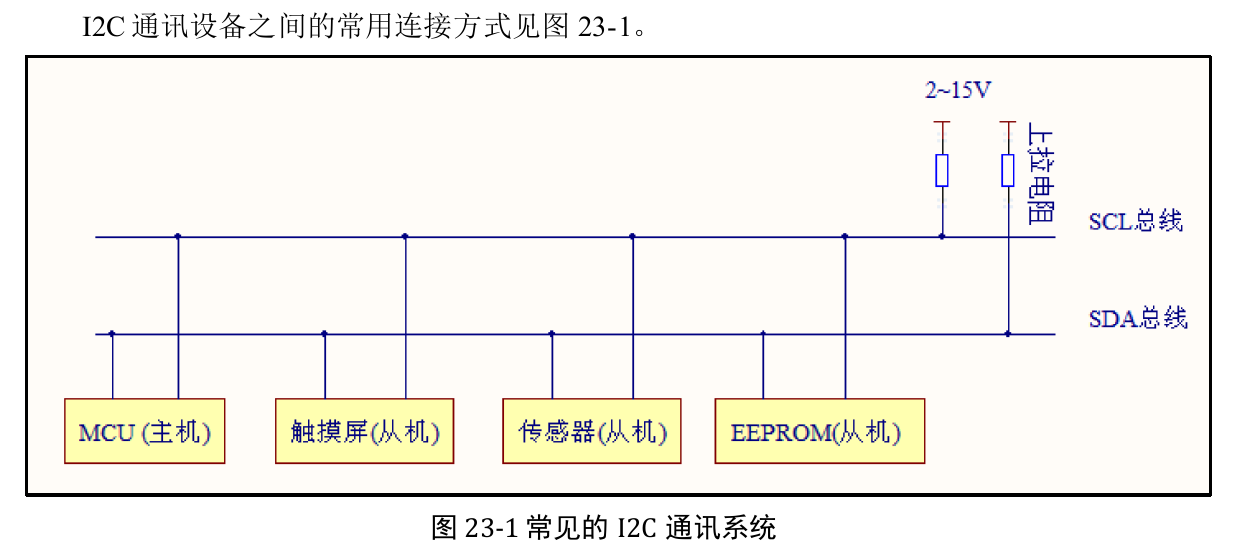 I2C 通讯设备之间的常用连接方式见图 23-1。
2~15V
上拉电阻
SCL总线
SDA总线
MCU (主机)
触摸屏(从机)
传感器(从机)
EEPROM(从机)
图 23-1 常见的 I2C 通讯系统